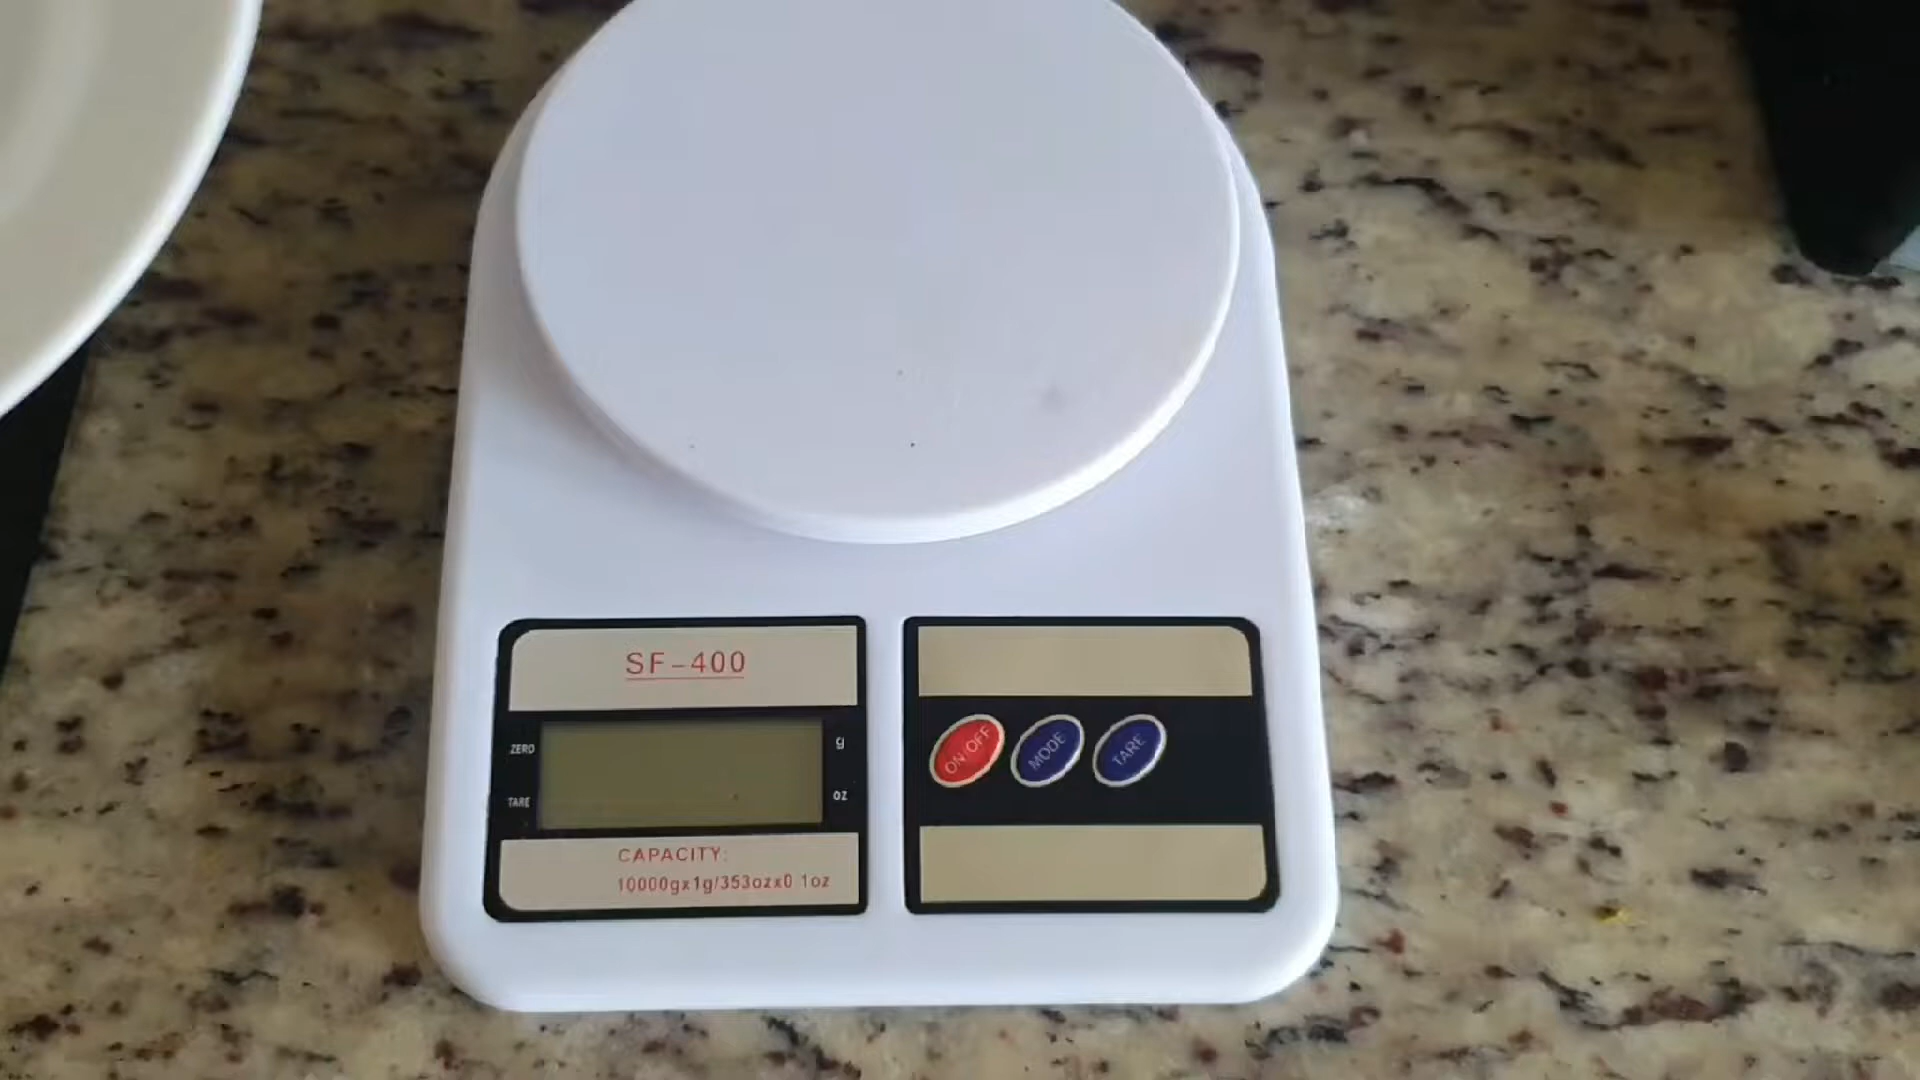 SF-400
ZERO
g
TARE
oz
CAPACITY:
10000gx1g/353ozx0.1oz
ON/OFF
MODE
TARE